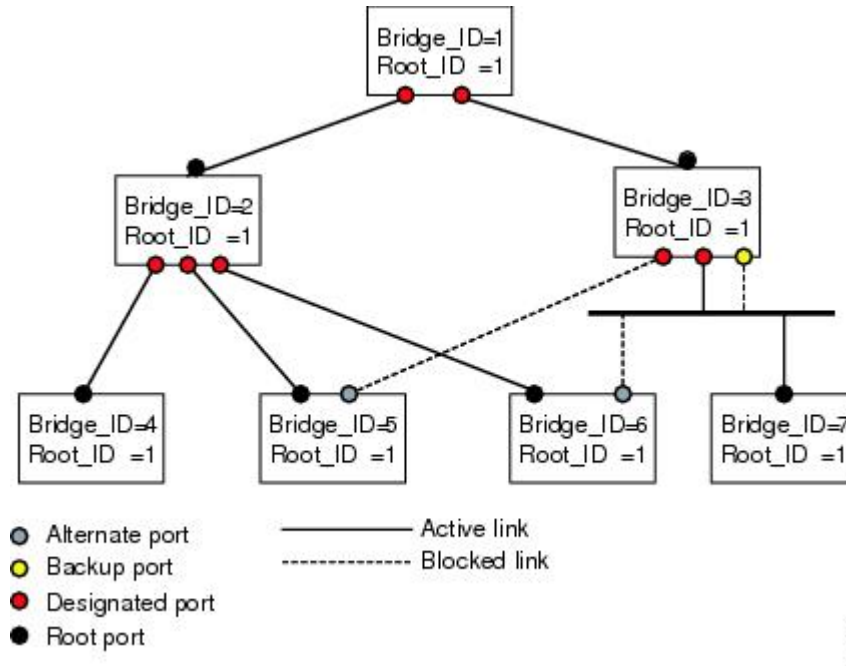 Bridge_ID=1
Root_ID =1
Bridge_ID=2
Root_ID =1
Bridge_ID=3
Root_ID =1
Bridge_ID=4
Root_ID =1
Bridge_ID=5
Root_ID =1
Bridge_ID=6
Root_ID =1
Bridge_ID=7
Root_ID =1
Alternate port
Backup port
Designated port
Root port
Active link
Blocked link